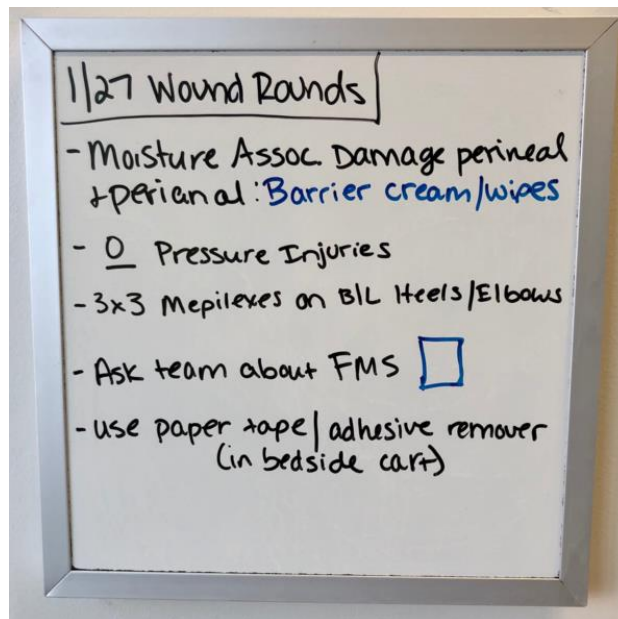 1/27 Wound Rounds
- Moisture Assoc. Damage perineal
+perianal: Barrier cream/wipes
- 0 Pressure Injuries
- 3x3 Mepilexes on B/L Heels/Elbows
- Ask team about FMS
- use paper tape/adhesive remover
(in bedside cart)